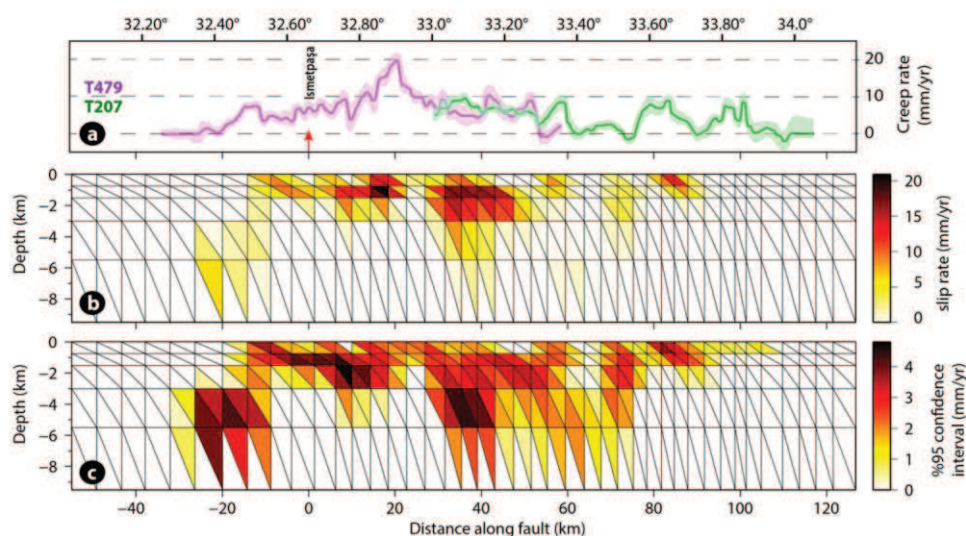 32.20° 32.40° 32.60° 32.80° 33.0° 33.20° 33.40° 33.60° 33.80° 34.0°
T479
T207
a
İsmetpaşa
20
10
0
Creep rate
(mm/yr)
0
−2
−4
−6
−8
Depth (km)
b
20
15
10
5
0
slip rate (mm/yr)
0
−2
−4
−6
−8
Depth (km)
c
4
3
2
1
0
%95 confidence
interval (mm/yr)
−40 −20 0 20 40 60 80 100 120
Distance along fault (km)